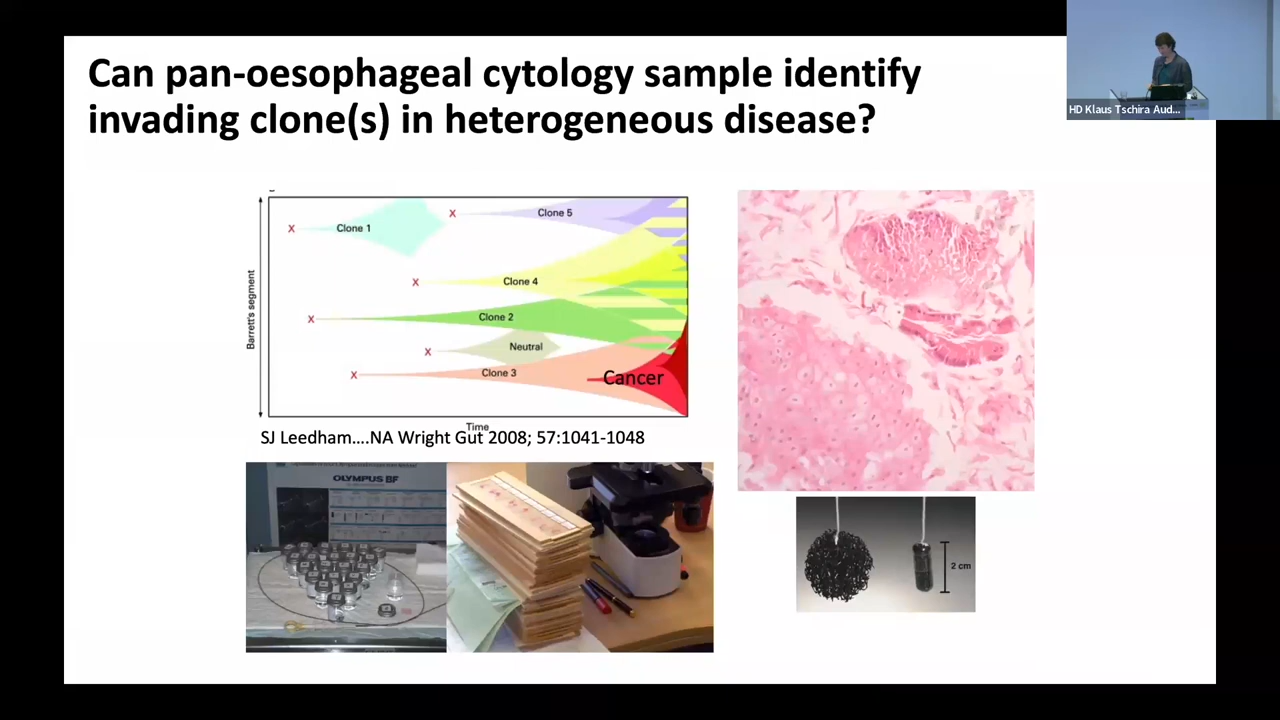 Can pan-oesophageal cytology sample identify
invading clone(s) in heterogeneous disease?
HD Klaus Tschira Aud...
Clone 5
Clone 1
Clone 4
Clone 2
Neutral
Clone 3
Cancer
Barrett's segment
Time
SJ Leedham....NA Wright Gut 2008; 57:1041-1048
OLYMPUS BF
2 cm